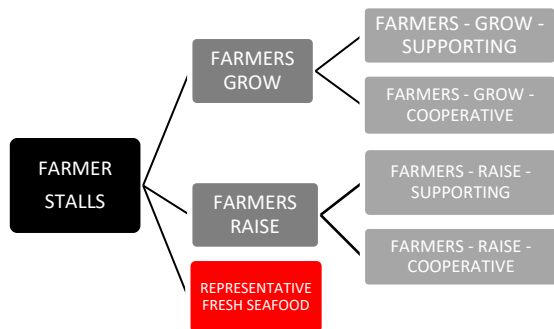 FARMER
STALLS
FARMERS
GROW
FARMERS - GROW -
SUPPORTING
FARMERS - GROW -
COOPERATIVE
FARMERS
RAISE
FARMERS - RAISE -
SUPPORTING
FARMERS - RAISE -
COOPERATIVE
REPRESENTATIVE
FRESH SEAFOOD